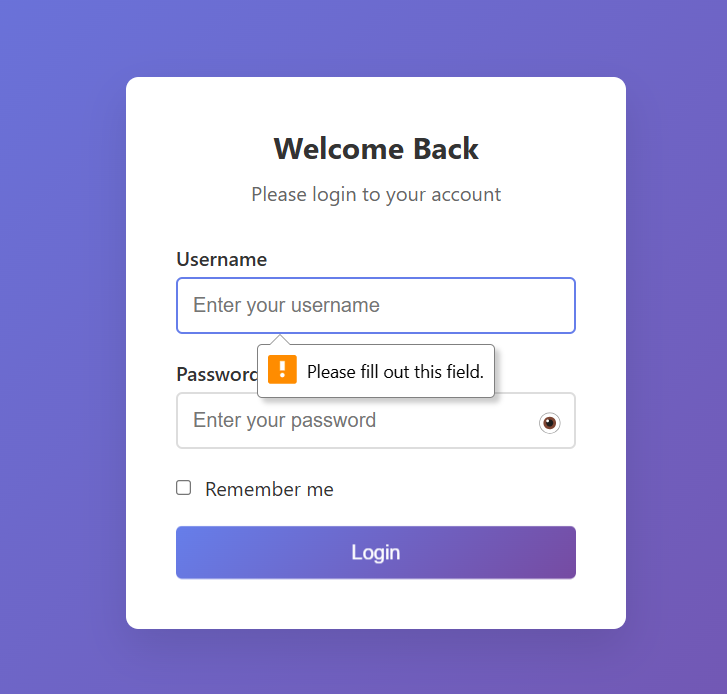 Welcome Back
Please login to your account
Username
Enter your username
Please fill out this field.
Password
Enter your password
Remember me
Login